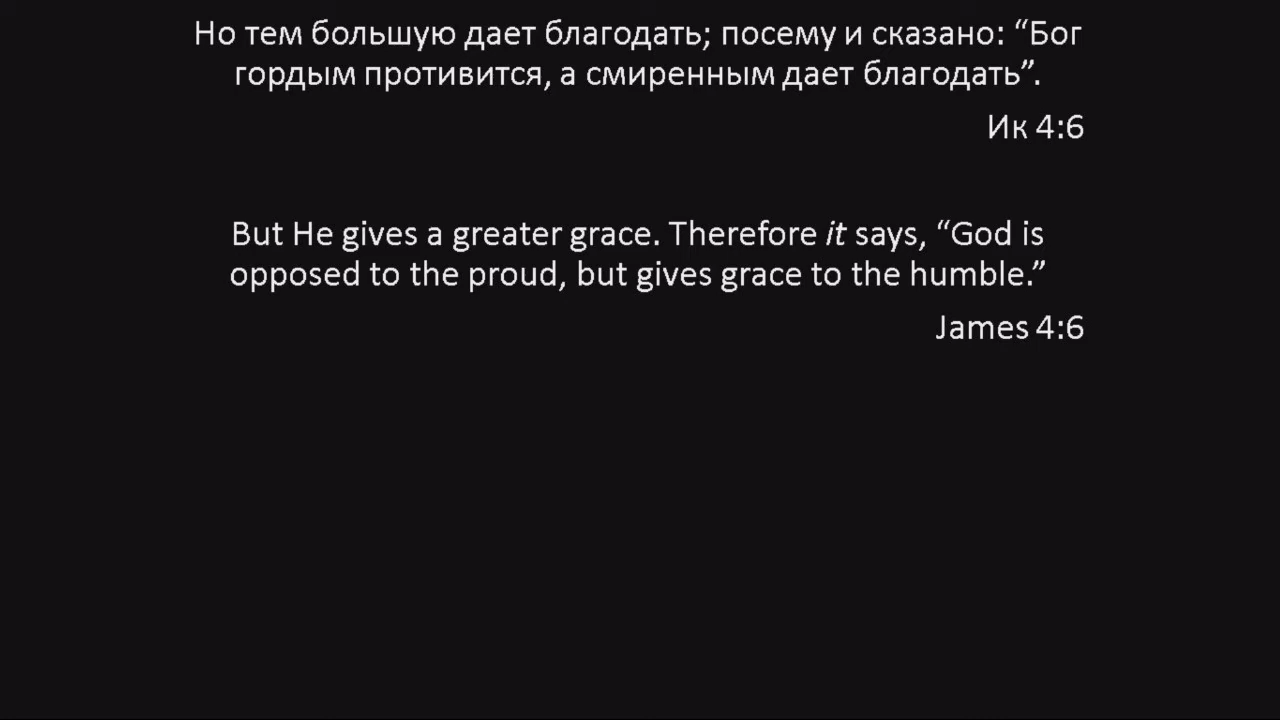 Но тем большую дает благодать; посему и сказано: “Бог
гордым противится, а смиренным дает благодать”.
Ик 4:6
But He gives a greater grace. Therefore it says, “God is
opposed to the proud, but gives grace to the humble.”
James 4:6